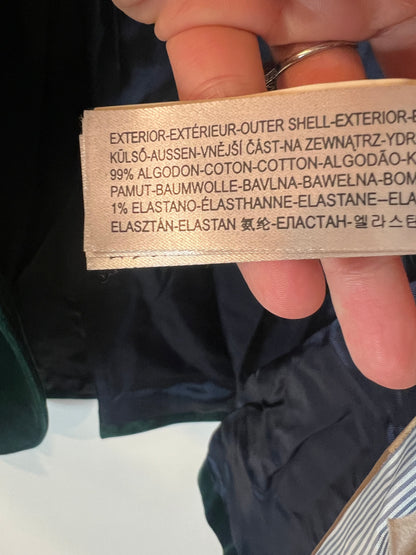 EXTERIOR-EXTÉRIEUR-OUTER SHELL-EXTERIOR-E
KÜLSŐ-AUSSEN-VNĚJŠÍ ČÁST-NA ZEWNĄTRZ-YDR
99% ALGODON-COTON-COTTON-ALGODÃO-K
PAMUT-BAUMWOLLE-BAVLNA-BAWEŁNA-BOM
1% ELASTANO-ÉLASTHANNE-ELASTANE-ELA
ELASZTÁN-ELASTAN 氨纶-ЕЛАСТАН-엘라스탄